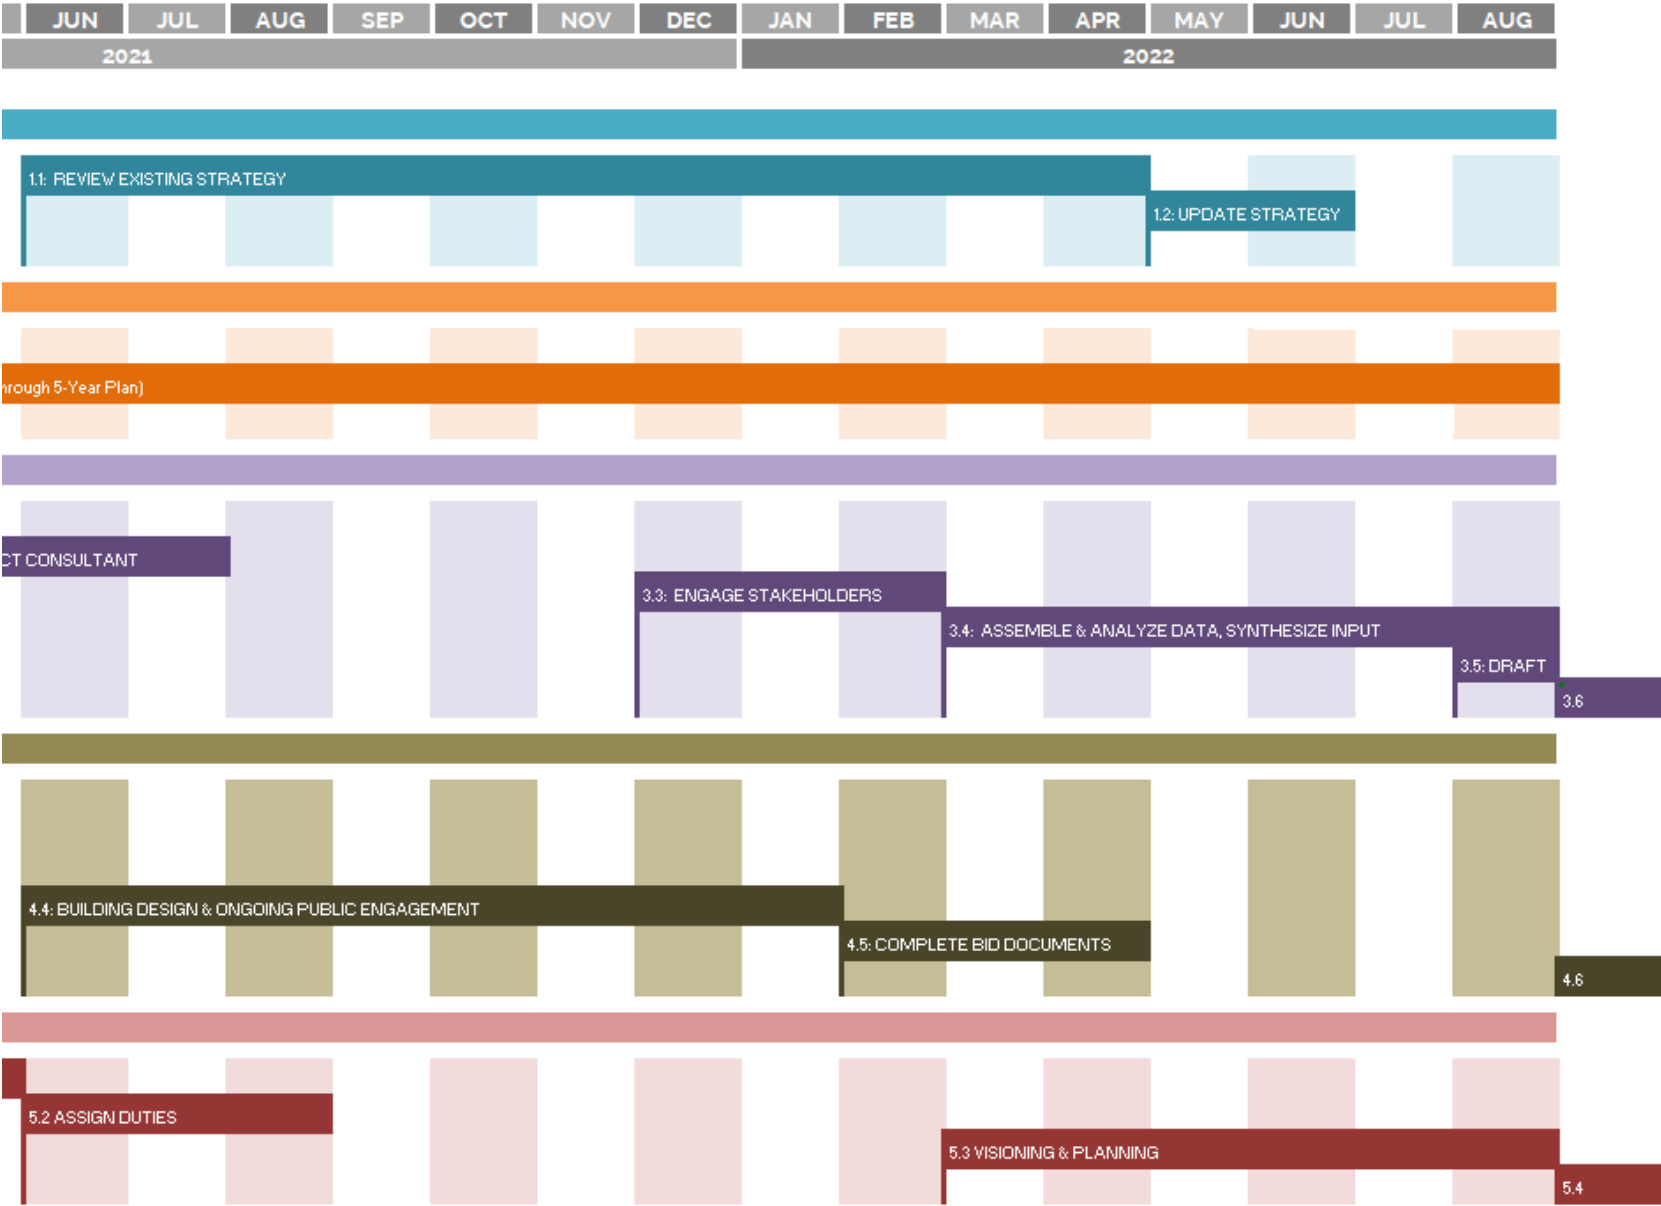 JUN JUL AUG SEP OCT NOV DEC JAN FEB MAR APR MAY JUN JUL AUG
2021 2022
1.1: REVIEW EXISTING STRATEGY
1.2: UPDATE STRATEGY
hrough 5-Year Plan)
CT CONSULTANT
3.3: ENGAGE STAKEHOLDERS
3.4: ASSEMBLE & ANALYZE DATA, SYNTHESIZE INPUT
3.5: DRAFT
3.6
4.4: BUILDING DESIGN & ONGOING PUBLIC ENGAGEMENT
4.5: COMPLETE BID DOCUMENTS
4.6
5.2 ASSIGN DUTIES
5.3 VISIONING & PLANNING
5.4